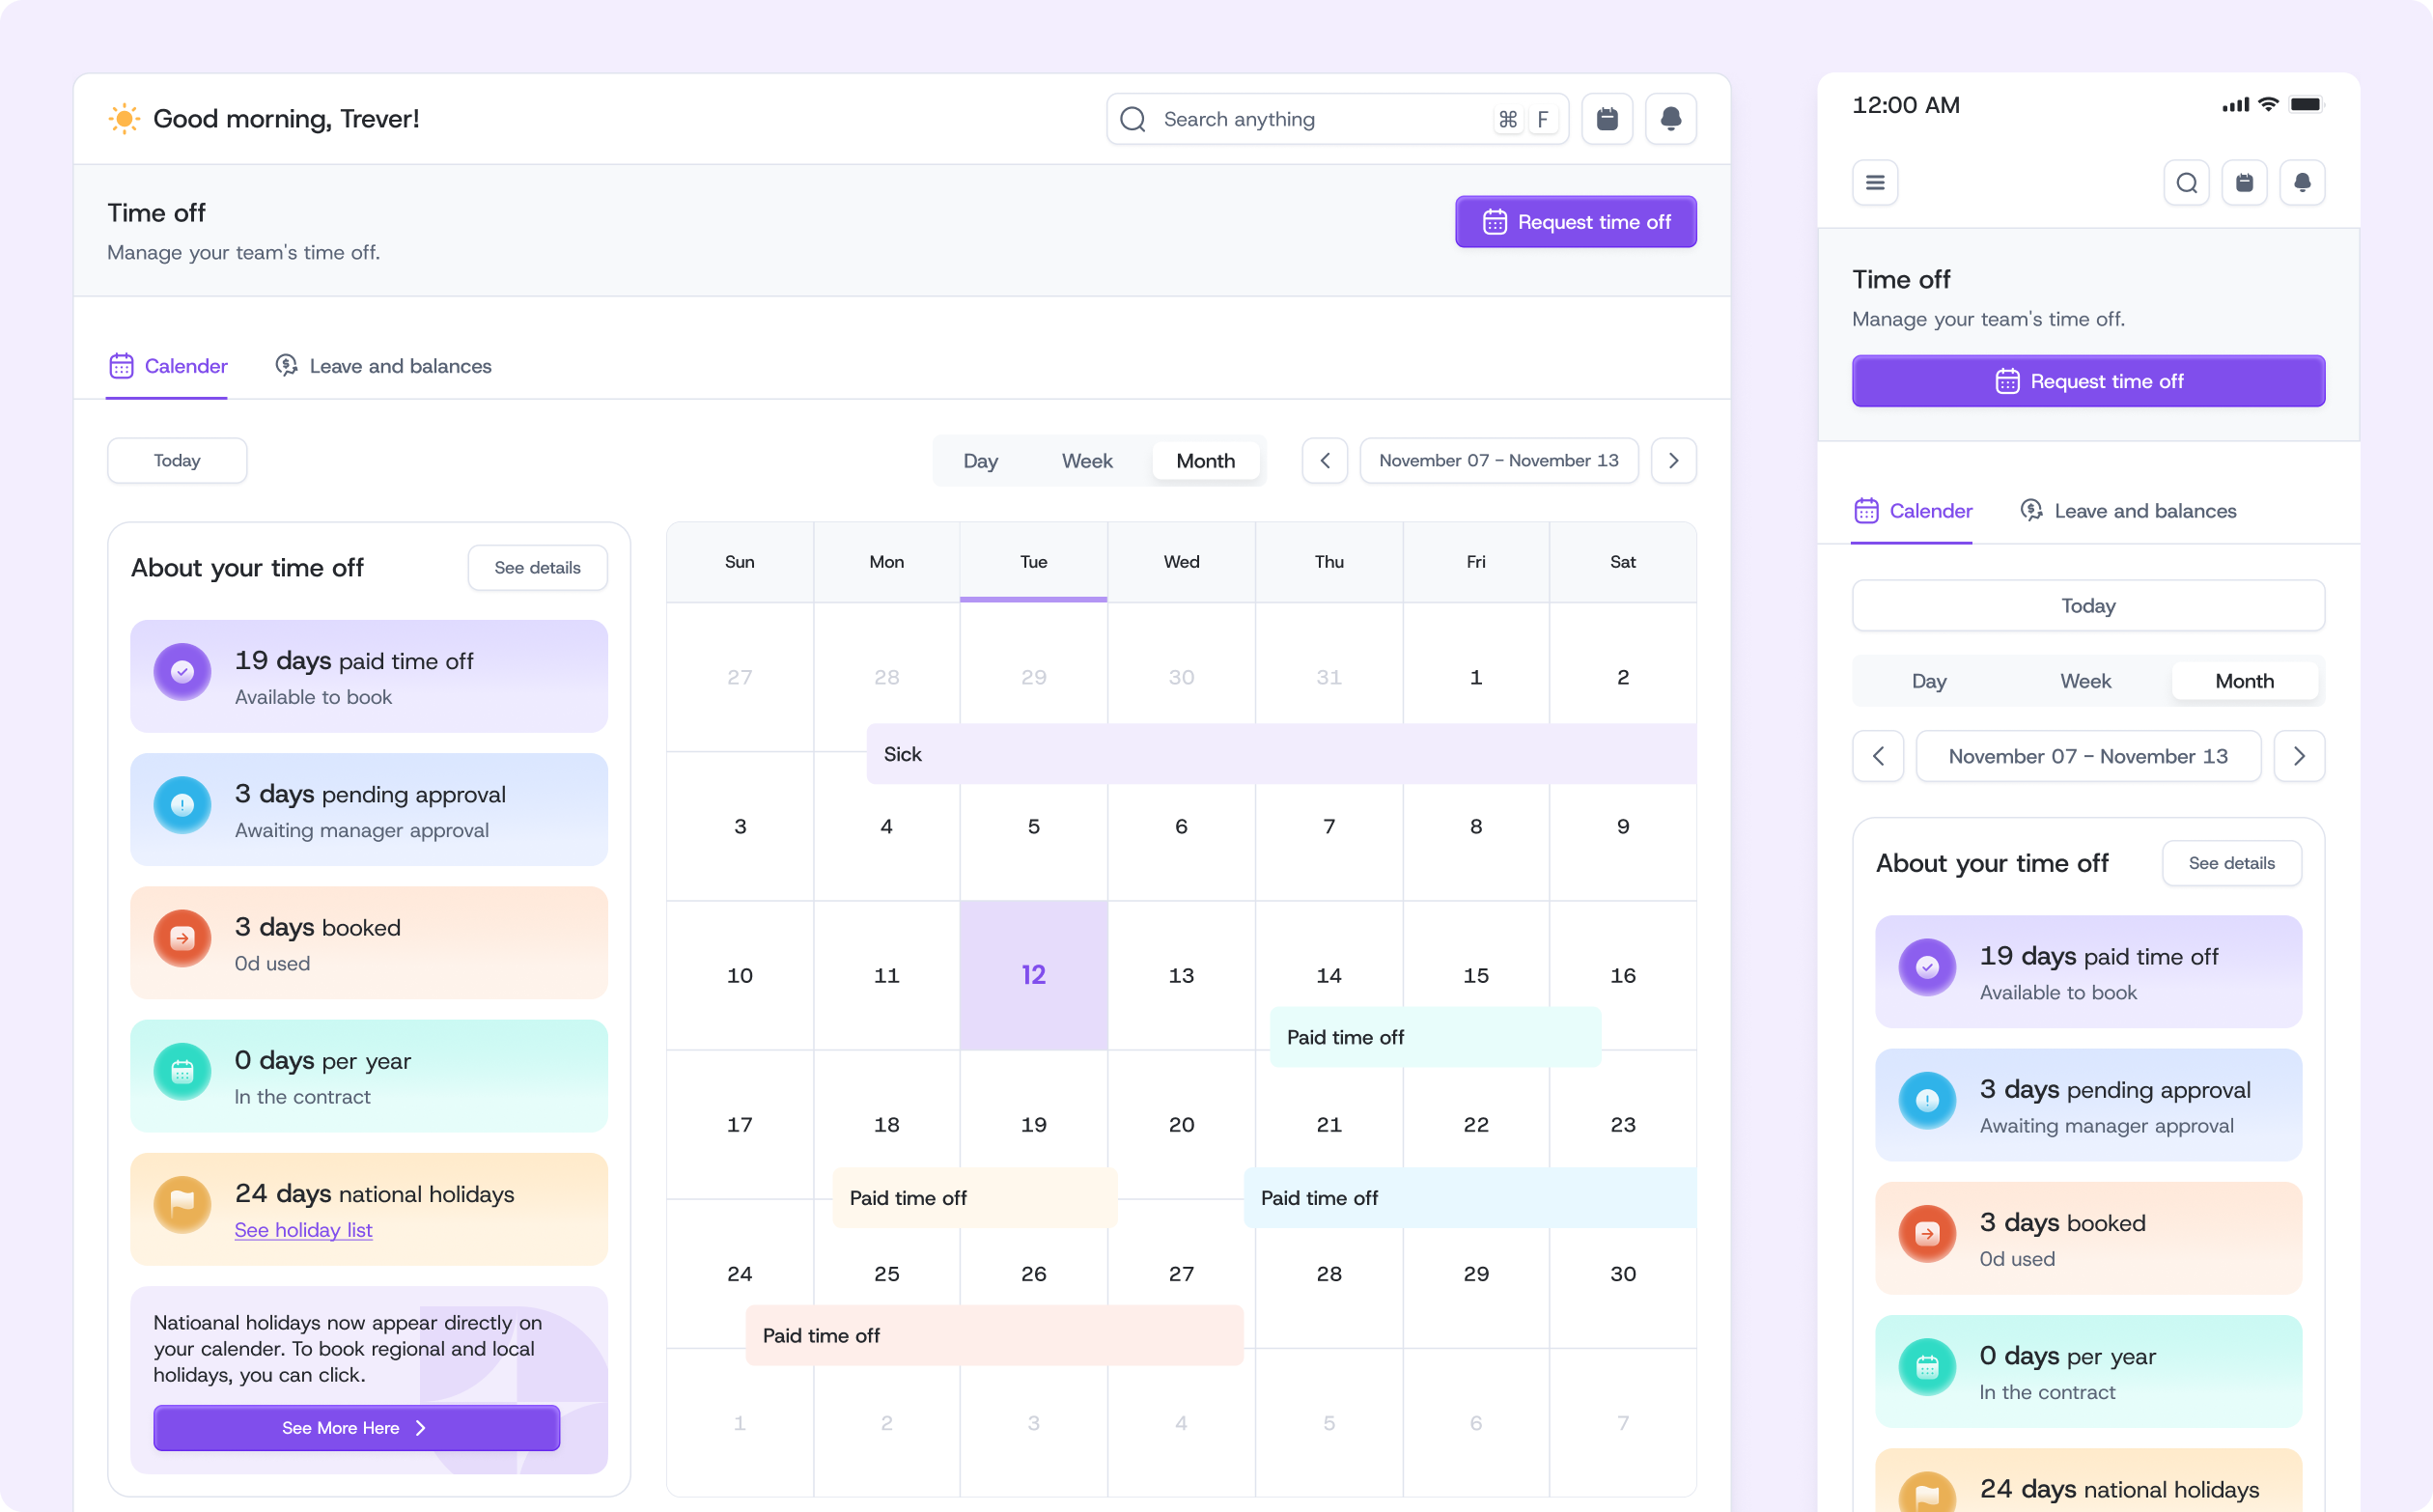 Good morning, Trever!
Search anything
⌘ F
Time off
Manage your team's time off.
Request time off
Calender
Leave and balances
Today
Day Week Month
November 07 - November 13
About your time off
See details
19 days paid time off
Available to book
3 days pending approval
Awaiting manager approval
3 days booked
0d used
0 days per year
In the contract
24 days national holidays
See holiday list
Natioanal holidays now appear directly on
your calender. To book regional and local
holidays, you can click.
See More Here
Sun Mon Tue Wed Thu Fri Sat
27 28 29 30 31 1 2
Sick
3 4 5 6 7 8 9
10 11 12 13 14 15 16
Paid time off
17 18 19 20 21 22 23
Paid time off Paid time off
24 25 26 27 28 29 30
Paid time off
1 2 3 4 5 6 7
12:00 AM
Time off
Manage your team's time off.
Request time off
Calender
Leave and balances
Today
Day Week Month
November 07 - November 13
About your time off
See details
19 days paid time off
Available to book
3 days pending approval
Awaiting manager approval
3 days booked
0d used
0 days per year
In the contract
24 days national holidays